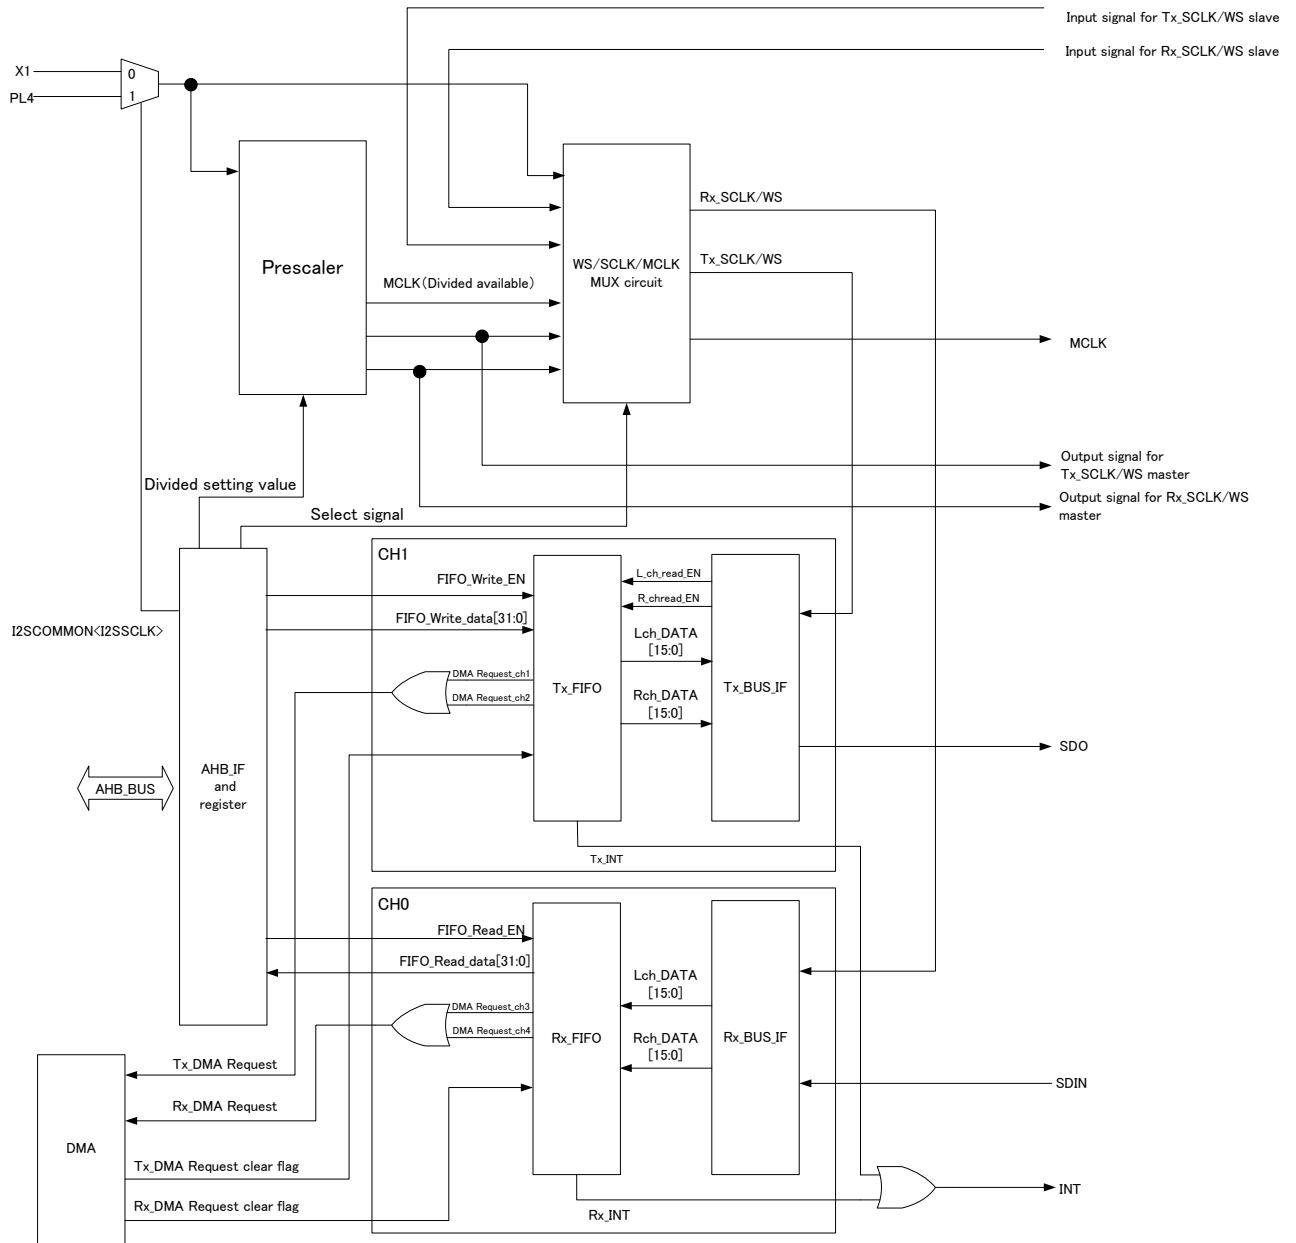 Input signal for Tx_SCLK/WS slave
Input signal for Rx_SCLK/WS slave
X1
0
PL4
1
Rx_SCLK/WS
Prescaler
WS/SCLK/MCLK
MUX circuit
Tx_SCLK/WS
MCLK(Divided available)
MCLK
Output signal for
Tx_SCLK/WS master
Divided setting value
Output signal for Rx_SCLK/WS
master
Select signal
CH1
L_ch_read_EN
FIFO_Write_EN
R_chread_EN
FIFO_Write_data[31:0]
I2SCOMMON<I2SSCLK>
Lch_DATA
[15:0]
DMA Request_ch1
DMA Request_ch2
Tx_FIFO
Rch_DATA
[15:0]
Tx_BUS_IF
SDO
AHB_IF
and
register
AHB_BUS
Tx_INT
CH0
FIFO_Read_EN
FIFO_Read_data[31:0]
Lch_DATA
[15:0]
DMA Request_ch3
DMA Request_ch4
Rx_FIFO
Rch_DATA
[15:0]
Rx_BUS_IF
Tx_DMA Request
SDIN
Rx_DMA Request
DMA
Tx_DMA Request clear flag
Rx_DMA Request clear flag
Rx_INT
INT